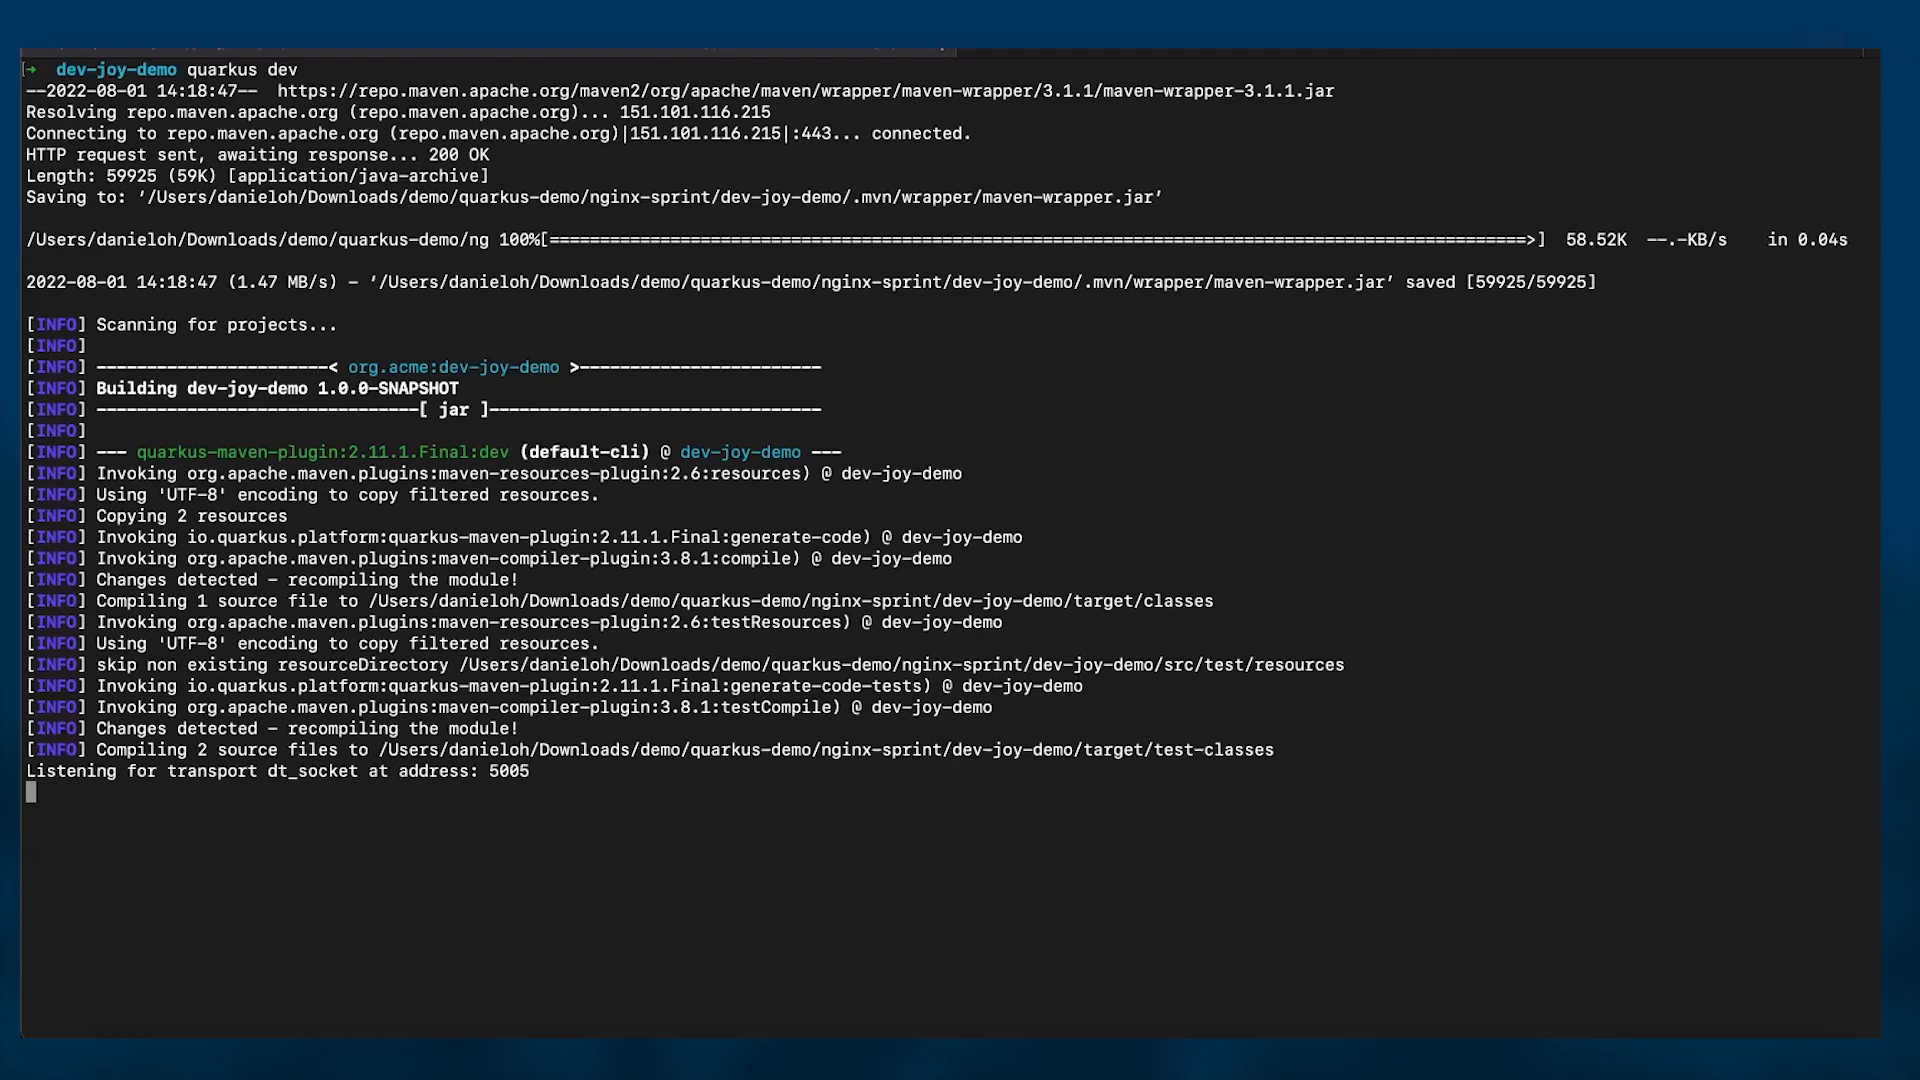 [→ dev-joy-demo quarkus dev
--2022-08-01 14:18:47--  https://repo.maven.apache.org/maven2/org/apache/maven/wrapper/maven-wrapper/3.1.1/maven-wrapper-3.1.1.jar
Resolving repo.maven.apache.org (repo.maven.apache.org)... 151.101.116.215
Connecting to repo.maven.apache.org (repo.maven.apache.org)|151.101.116.215|:443... connected.
HTTP request sent, awaiting response... 200 OK
Length: 59925 (59K) [application/java-archive]
Saving to: ‘/Users/danieloh/Downloads/demo/quarkus-demo/nginx-sprint/dev-joy-demo/.mvn/wrapper/maven-wrapper.jar’
/Users/danieloh/Downloads/demo/quarkus-demo/ng 100%[=================================================================================================>]  58.52K  --.-KB/s    in 0.04s
2022-08-01 14:18:47 (1.47 MB/s) - ‘/Users/danieloh/Downloads/demo/quarkus-demo/nginx-sprint/dev-joy-demo/.mvn/wrapper/maven-wrapper.jar’ saved [59925/59925]
[INFO] Scanning for projects...
[INFO]
[INFO] -----------------------< org.acme:dev-joy-demo >------------------------
[INFO] Building dev-joy-demo 1.0.0-SNAPSHOT
[INFO] --------------------------------[ jar ]---------------------------------
[INFO]
[INFO] --- quarkus-maven-plugin:2.11.1.Final:dev (default-cli) @ dev-joy-demo ---
[INFO] Invoking org.apache.maven.plugins:maven-resources-plugin:2.6:resources) @ dev-joy-demo
[INFO] Using 'UTF-8' encoding to copy filtered resources.
[INFO] Copying 2 resources
[INFO] Invoking io.quarkus.platform:quarkus-maven-plugin:2.11.1.Final:generate-code) @ dev-joy-demo
[INFO] Invoking org.apache.maven.plugins:maven-compiler-plugin:3.8.1:compile) @ dev-joy-demo
[INFO] Changes detected - recompiling the module!
[INFO] Compiling 1 source file to /Users/danieloh/Downloads/demo/quarkus-demo/nginx-sprint/dev-joy-demo/target/classes
[INFO] Invoking org.apache.maven.plugins:maven-resources-plugin:2.6:testResources) @ dev-joy-demo
[INFO] Using 'UTF-8' encoding to copy filtered resources.
[INFO] skip non existing resourceDirectory /Users/danieloh/Downloads/demo/quarkus-demo/nginx-sprint/dev-joy-demo/src/test/resources
[INFO] Invoking io.quarkus.platform:quarkus-maven-plugin:2.11.1.Final:generate-code-tests) @ dev-joy-demo
[INFO] Invoking org.apache.maven.plugins:maven-compiler-plugin:3.8.1:testCompile) @ dev-joy-demo
[INFO] Changes detected - recompiling the module!
[INFO] Compiling 2 source files to /Users/danieloh/Downloads/demo/quarkus-demo/nginx-sprint/dev-joy-demo/target/test-classes
Listening for transport dt_socket at address: 5005